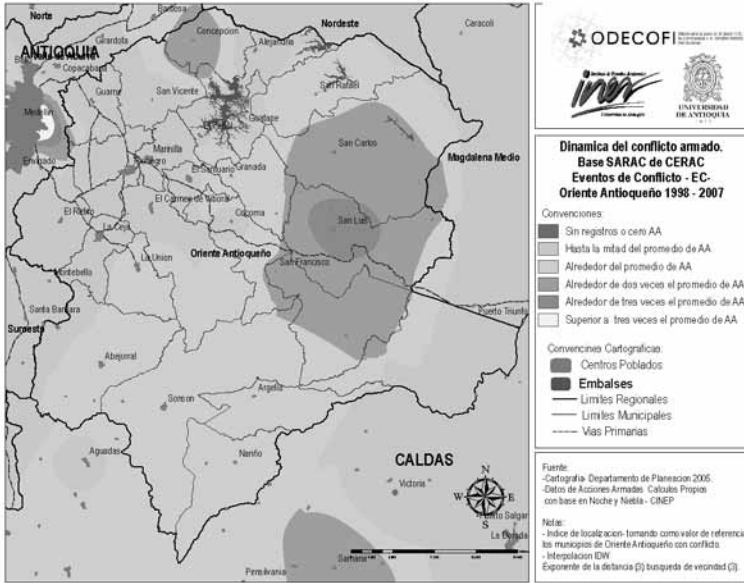 Norte
Barbosa
Concepcion
Nordeste
Caracoli
ANTIOQUIA
Girardota
Alejandria
Copacabana
San Rafael
Guarne
San Vicente
Medellin
Guatape
San Carlos
Marinilla
Magdalena Medio
Envigado
Rionegro
El Santuario
Granada
El Carmen de Viboral
Cocorna
El Retiro
San Luis
La Ceja
Oriente Antioqueño
La Union
San Francisco
Montebello
Santa Barbara
Puerto Triunfo
Suroeste
Abejorral
Argelia
Sonson
Aguadas
Nariño
CALDAS
Victoria
N
W
E
S
Puerto Salgar
La Dorada
Samana
Pensilvania
ODECOFI
iner
UNIVERSIDAD
DE ANTIOQUIA
Dinamica del conflicto armado.
Base SARAC de CERAC
Eventos de Conflicto - EC-
Oriente Antioqueño 1998 - 2007
Convenciones:
Sin registros o cero AA
Hasta la mitad del promedio de AA
Alrededor del promedio de AA
Alrededor de dos veces el promedio de AA
Alrededor de tres veces el promedio de AA
Superior a tres veces el promedio de AA
Convenciones Cartograficas:
Centros Poblados
Embalses
Limites Regionales
Limites Municipales
Vias Primarias
Fuente:
-Cartografia- Departamento de Planeacion 2005.
-Datos de Acciones Armadas. Calculos Propios
con base en Noche y Niebla - CINEP
Notas:
- Indice de localizacion- tomando como valor de referencia
los municipios de Oriente Antioqueño con conflicto.
- Interpolacion IDW
Exponente de la distancia (3) busqueda de vecindad (3).